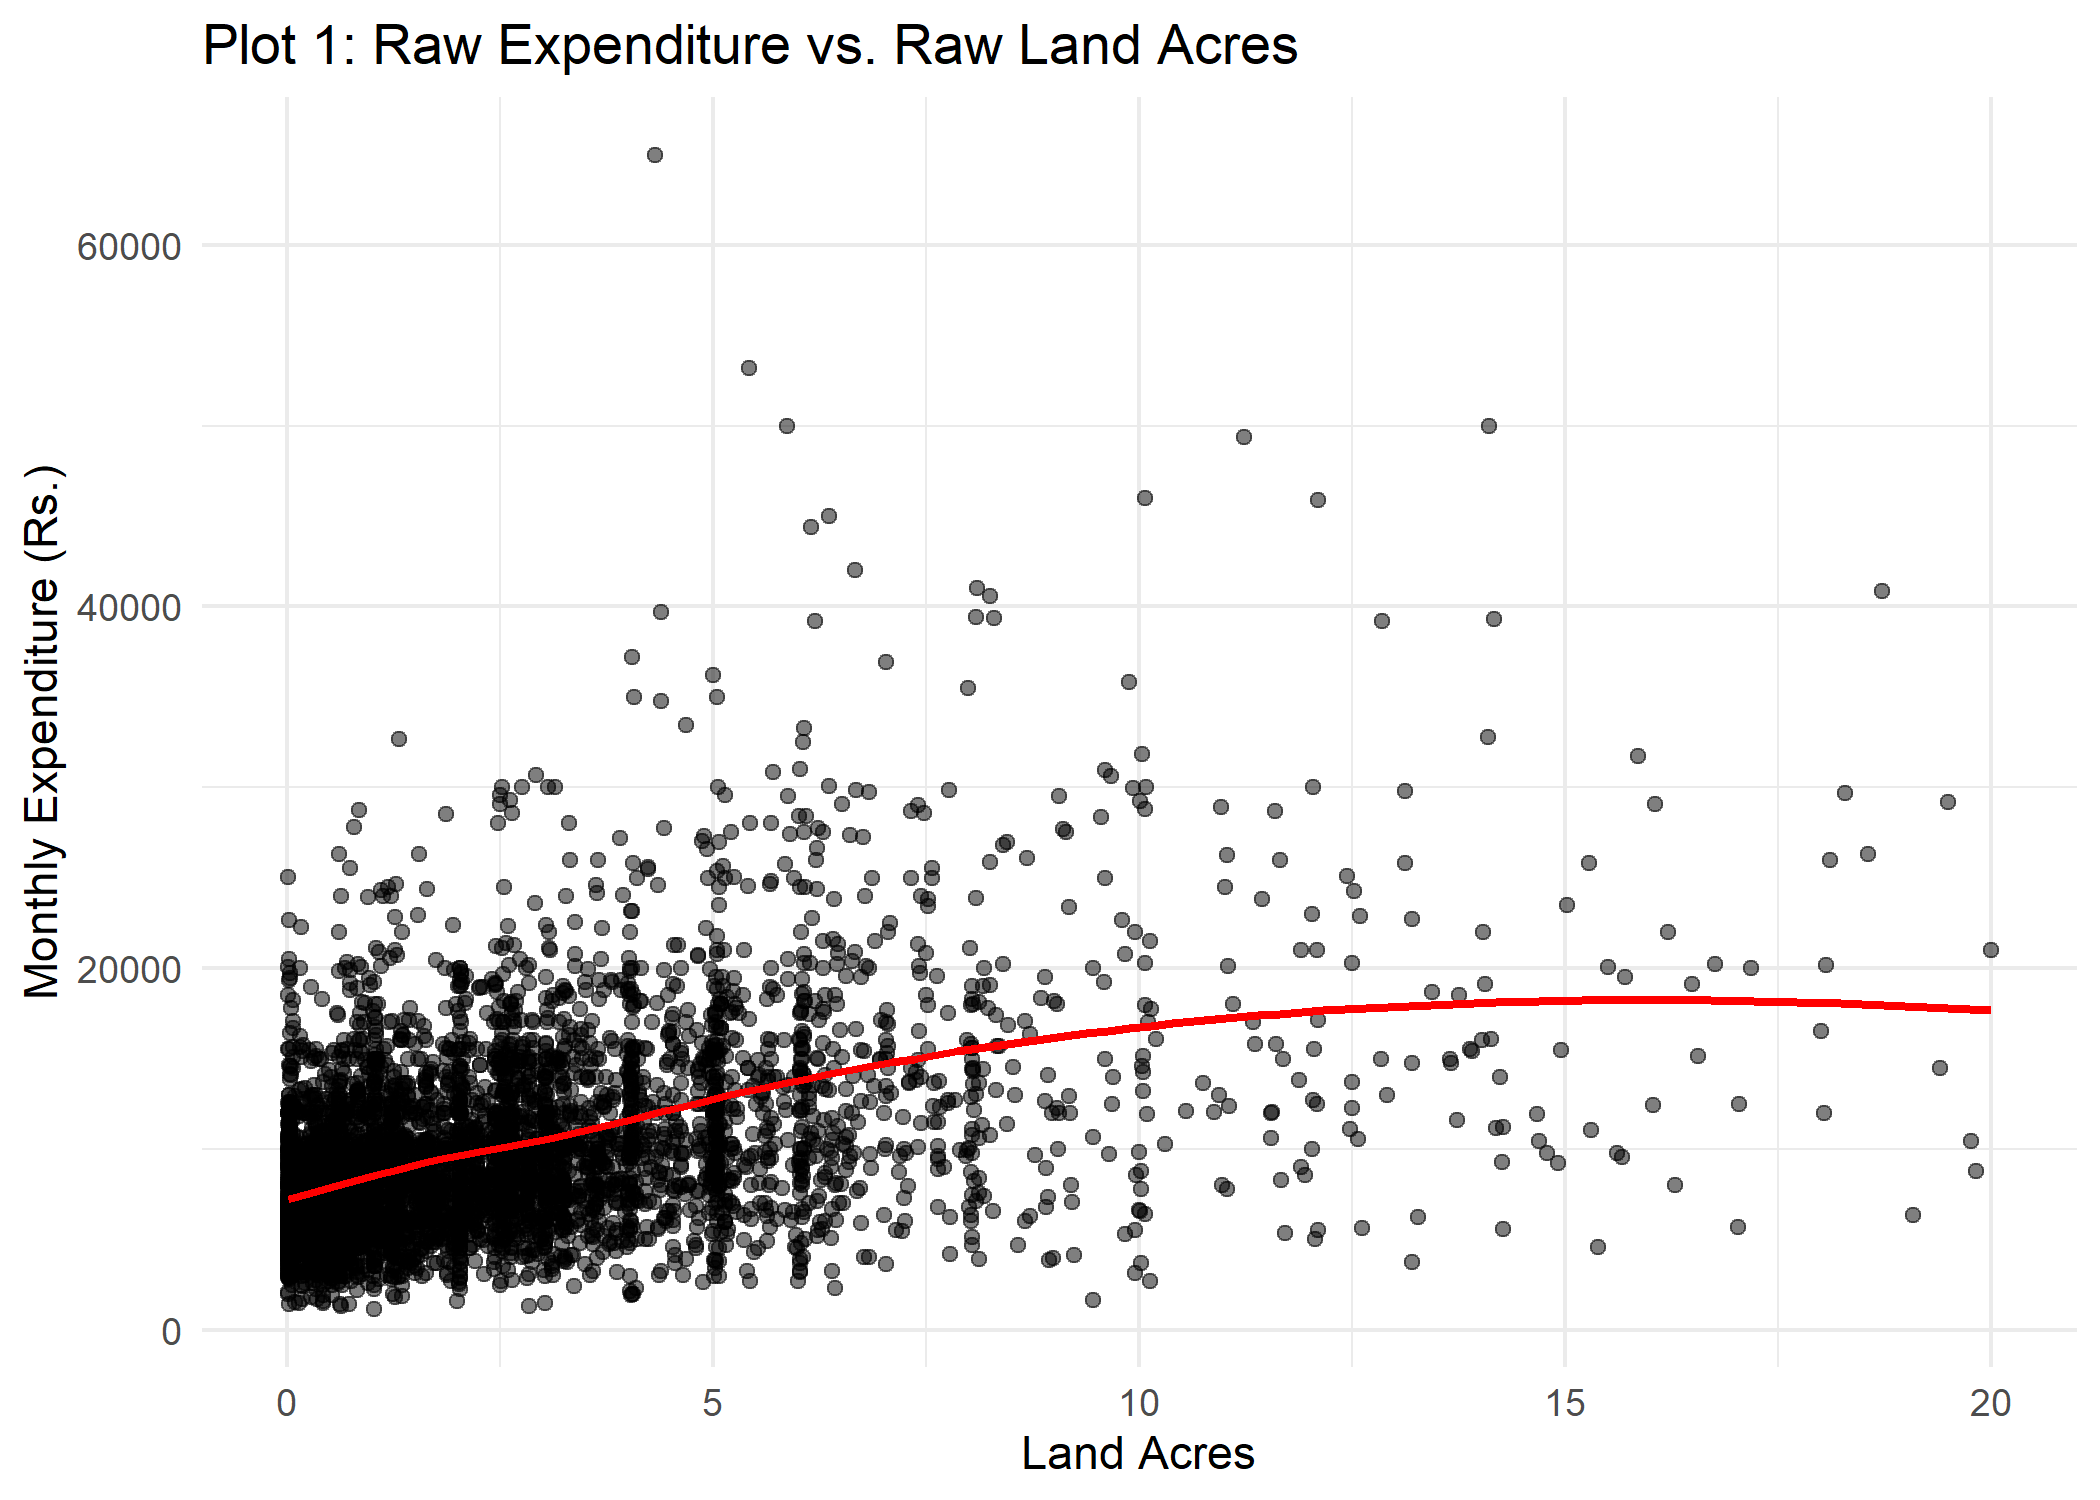 Plot 1: Raw Expenditure vs. Raw Land Acres
Monthly Expenditure (Rs.)
60000
40000
20000
0
0 5 10 15 20
Land Acres